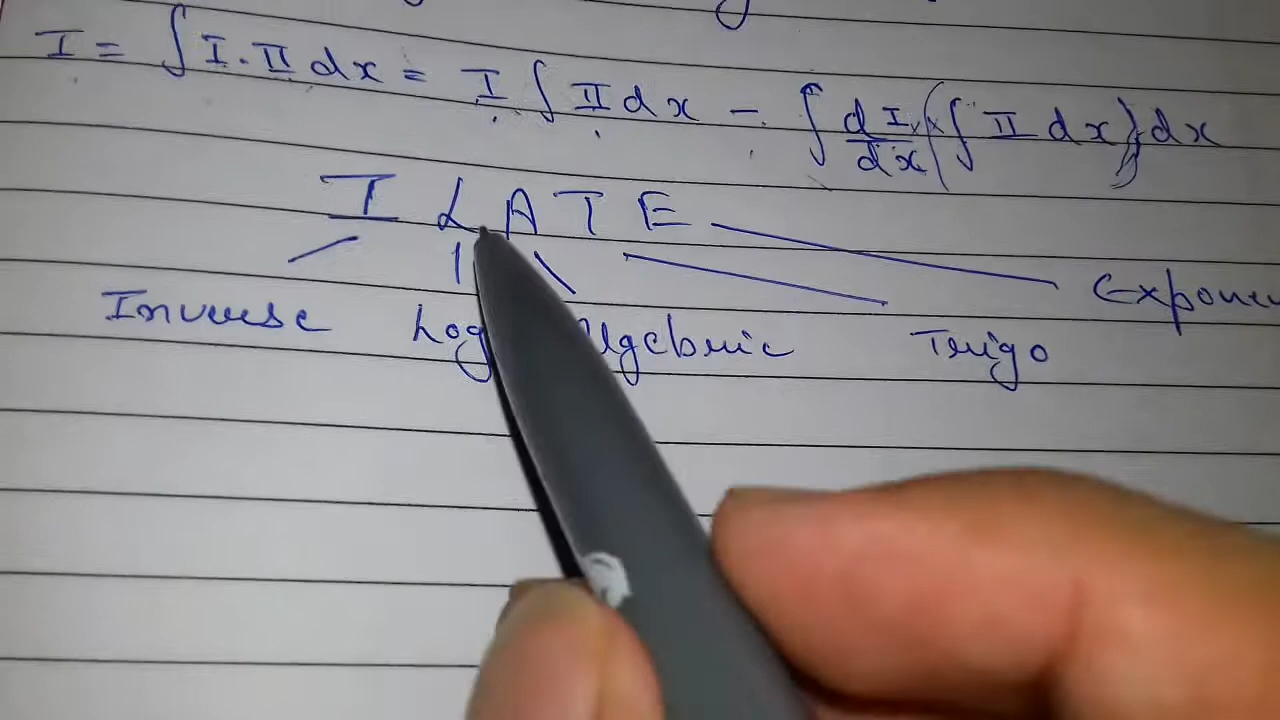 I = ∫ I . II dx = I ∫ II dx - ∫ dI/dx (∫ II dx) dx
I L A T E
Inverse Log Algebric Trigo